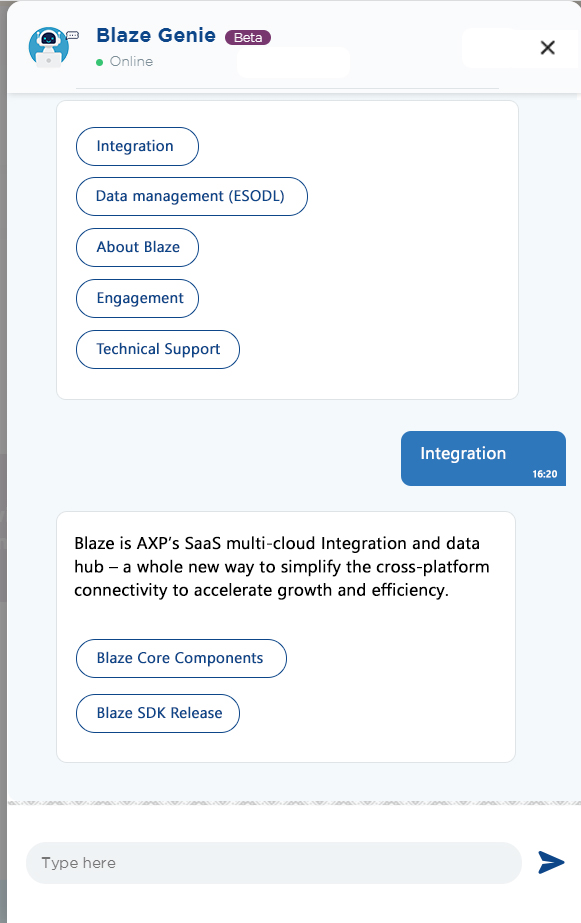 Blaze Genie Beta
Online
Integration
Data management (ESODL)
About Blaze
Engagement
Technical Support
Integration
16:20
Blaze is AXP's SaaS multi-cloud Integration and data
hub – a whole new way to simplify the cross-platform
connectivity to accelerate growth and efficiency.
Blaze Core Components
Blaze SDK Release
Type here